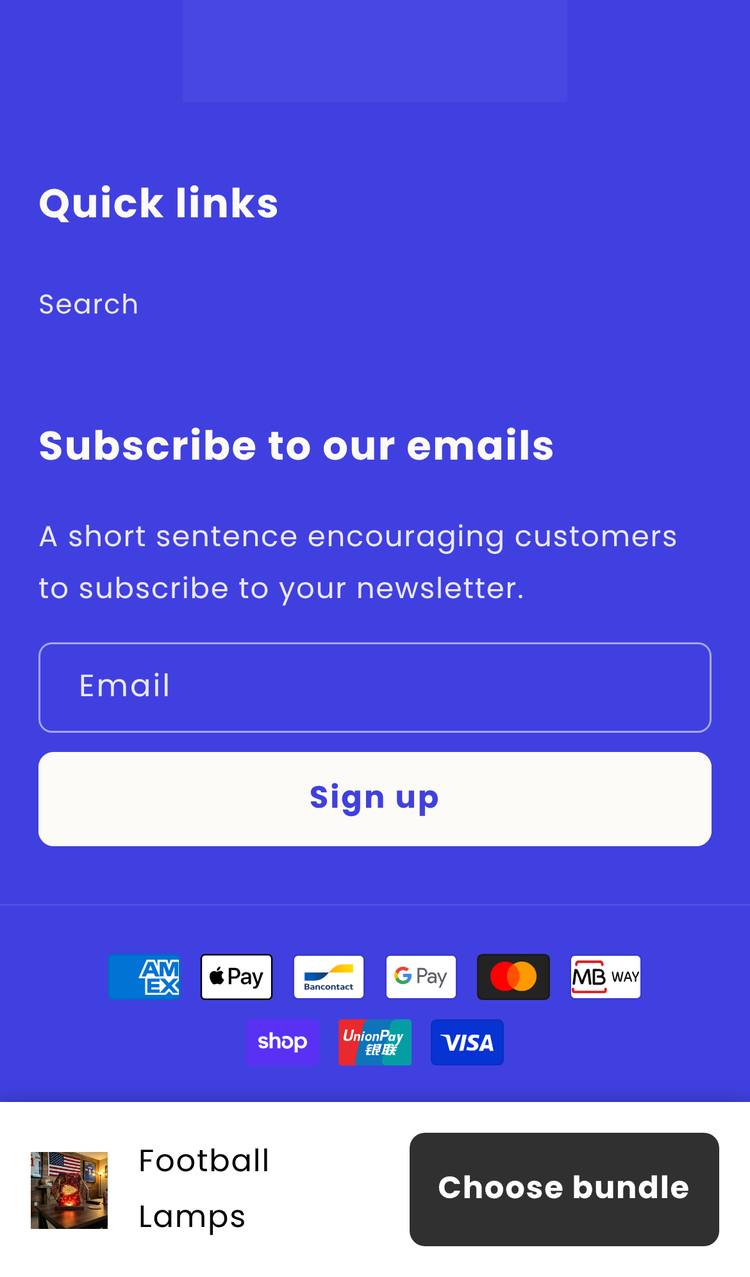 Quick links
Search
Subscribe to our emails
A short sentence encouraging customers
to subscribe to your newsletter.
Email
Sign up
AM
EX
Pay
Bancontact
G Pay
MB WAY
shop
UnionPay
银联
VISA
Football
Lamps
Choose bundle